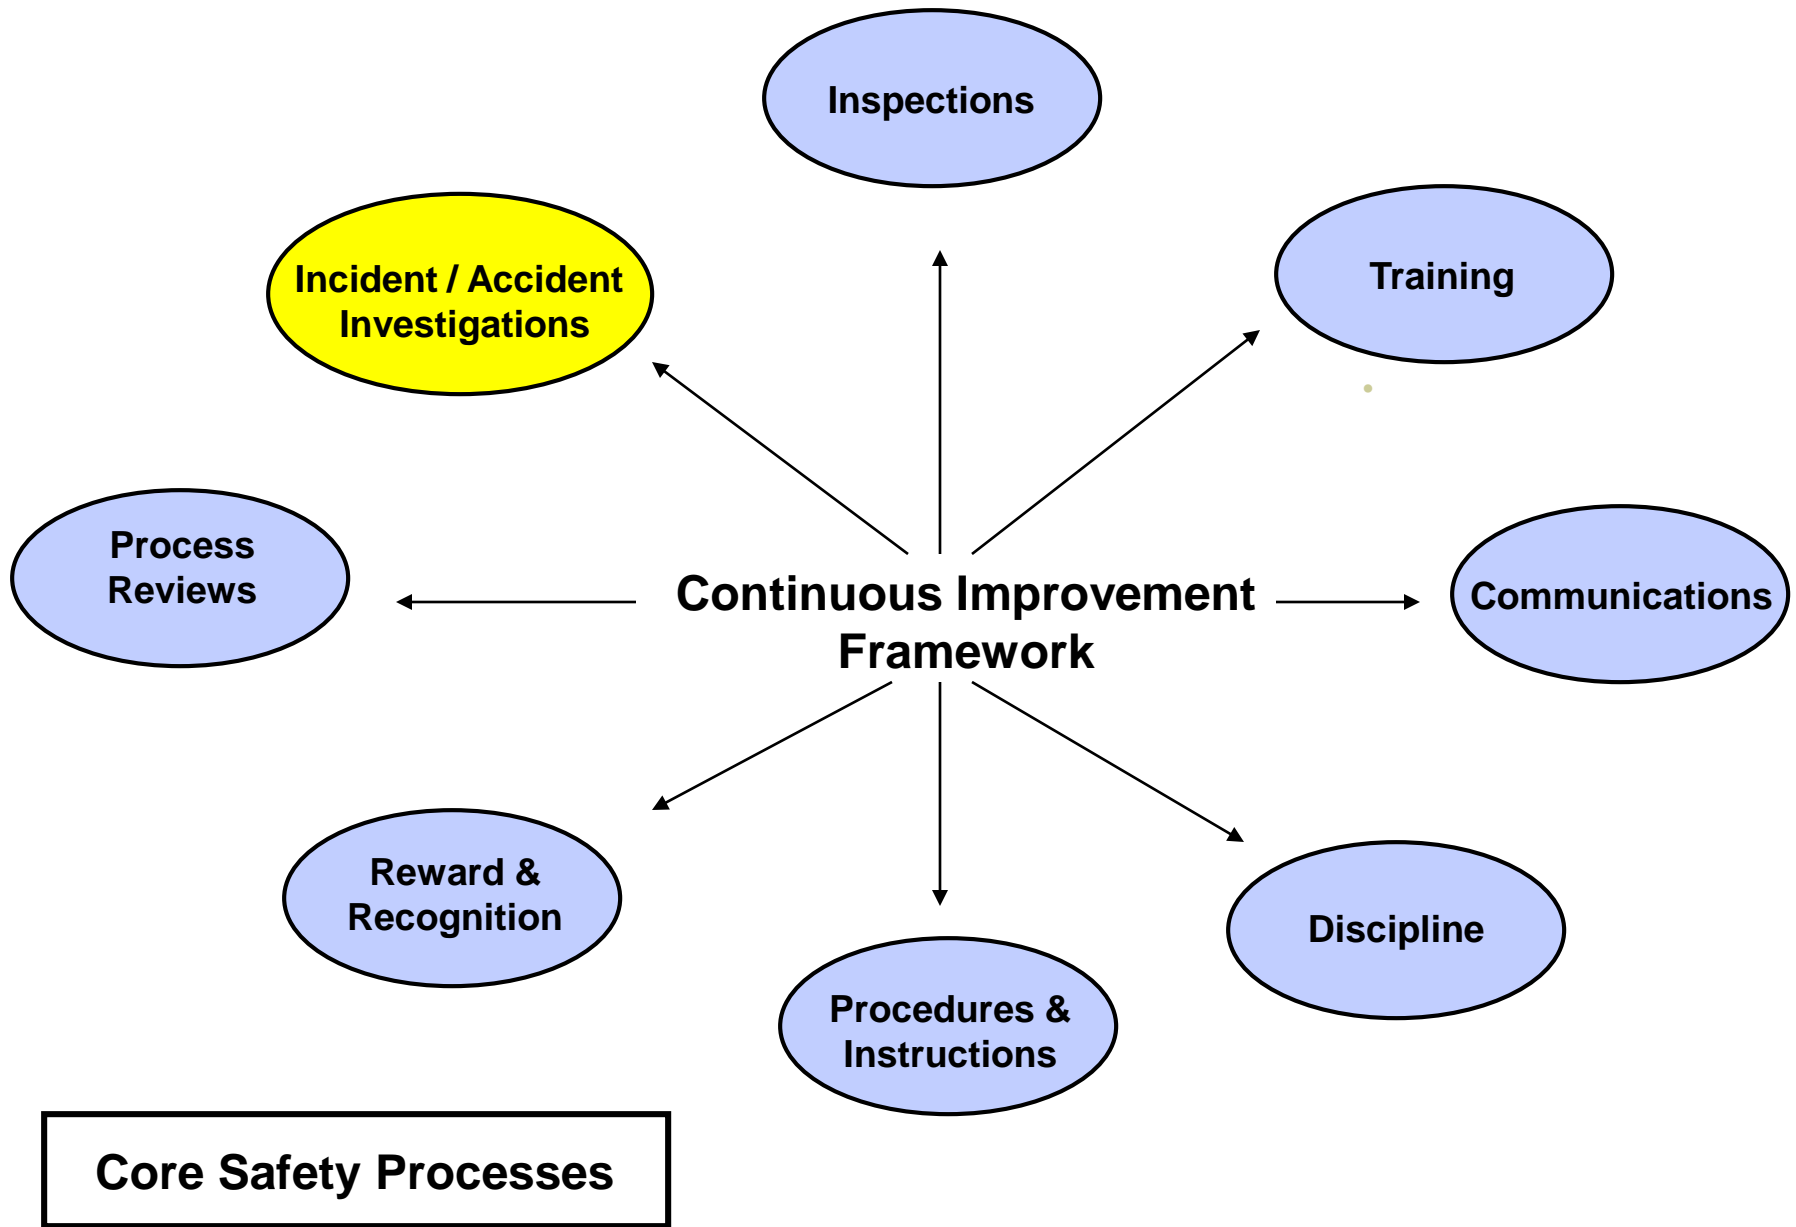 Inspections
Incident / Accident
Investigations
Training
Process
Reviews
Continuous Improvement
Framework
Communications
Reward &
Recognition
Discipline
Procedures &
Instructions
Core Safety Processes